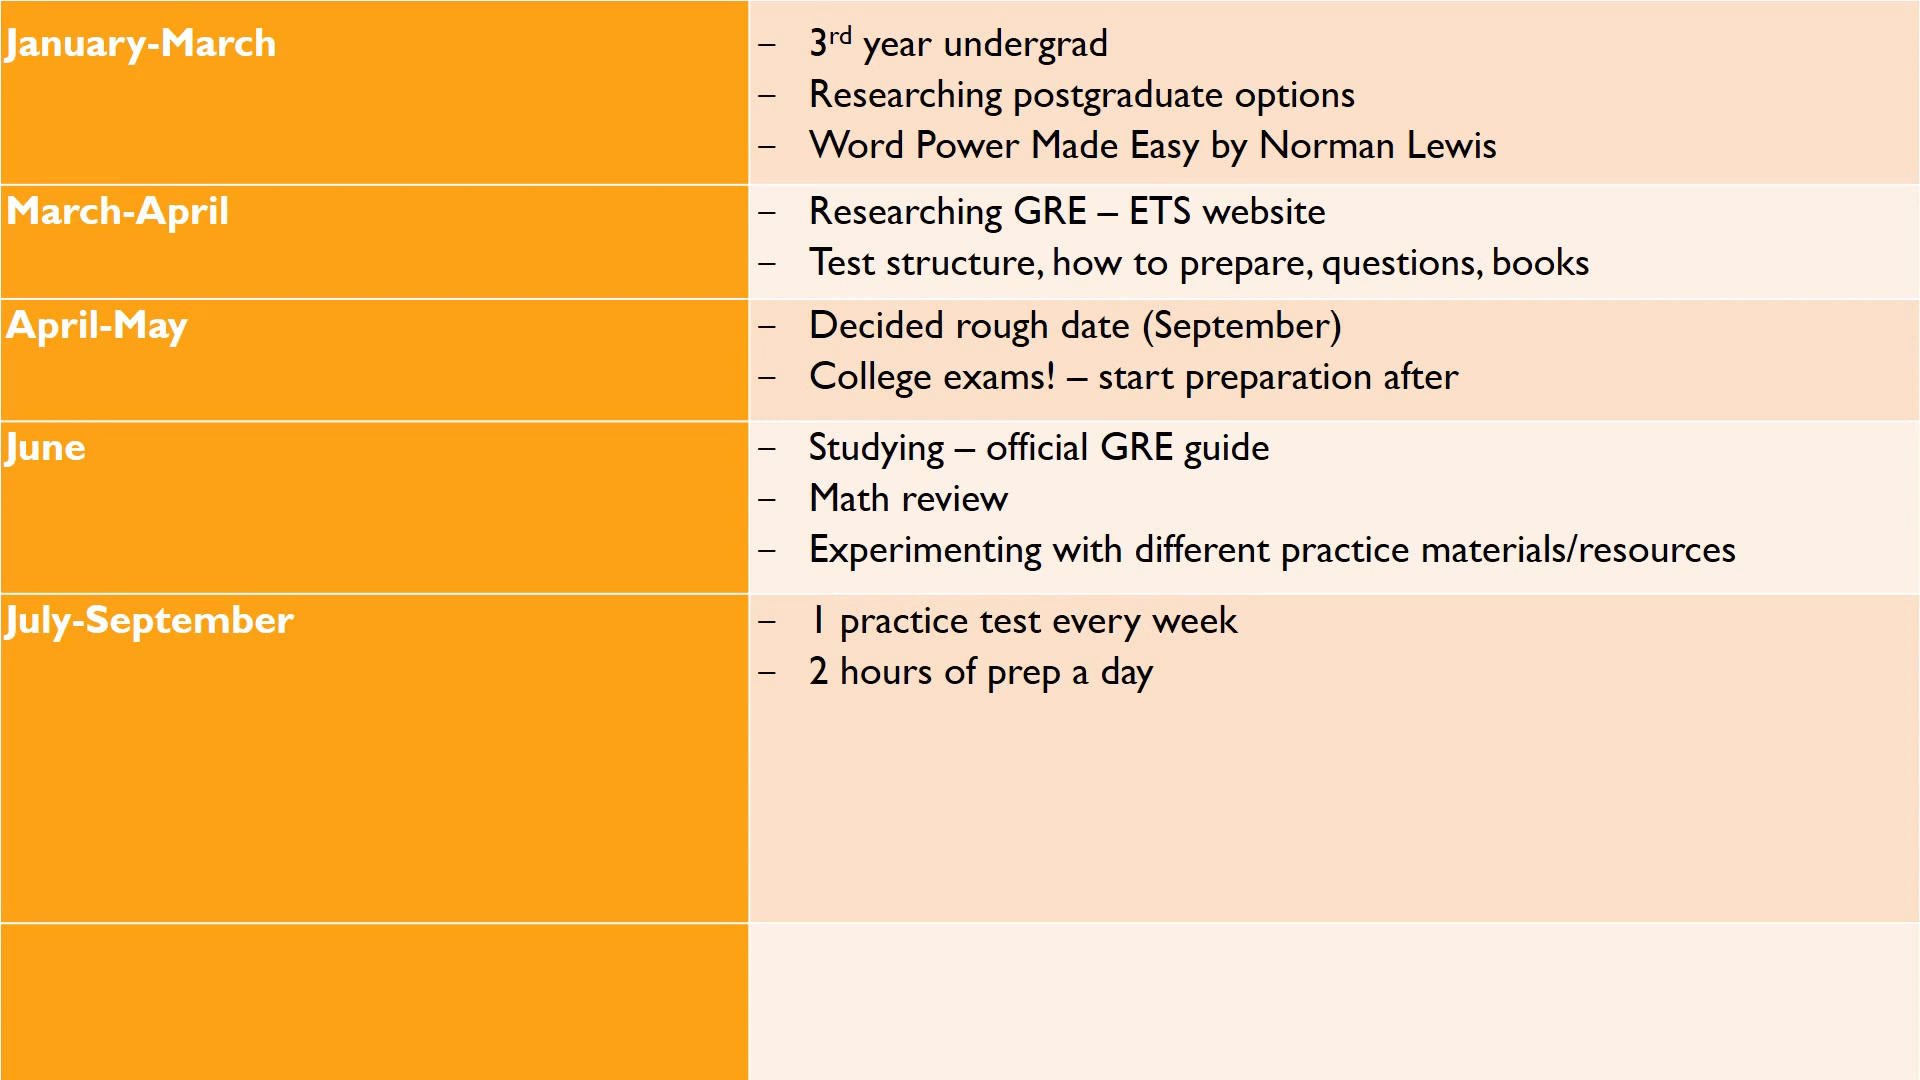 January-March
– 3rd year undergrad
– Researching postgraduate options
– Word Power Made Easy by Norman Lewis
March-April
– Researching GRE – ETS website
– Test structure, how to prepare, questions, books
April-May
– Decided rough date (September)
– College exams! – start preparation after
June
– Studying – official GRE guide
– Math review
– Experimenting with different practice materials/resources
July-September
– 1 practice test every week
– 2 hours of prep a day